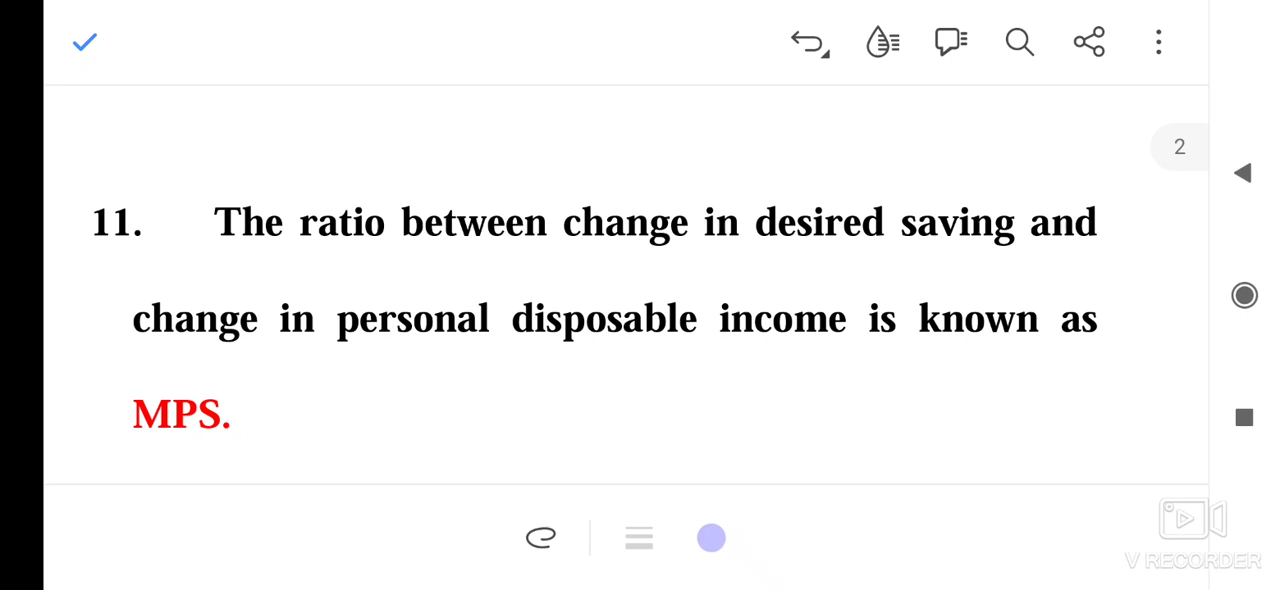 2
11. The ratio between change in desired saving and
change in personal disposable income is known as
MPS.
V RECORDER